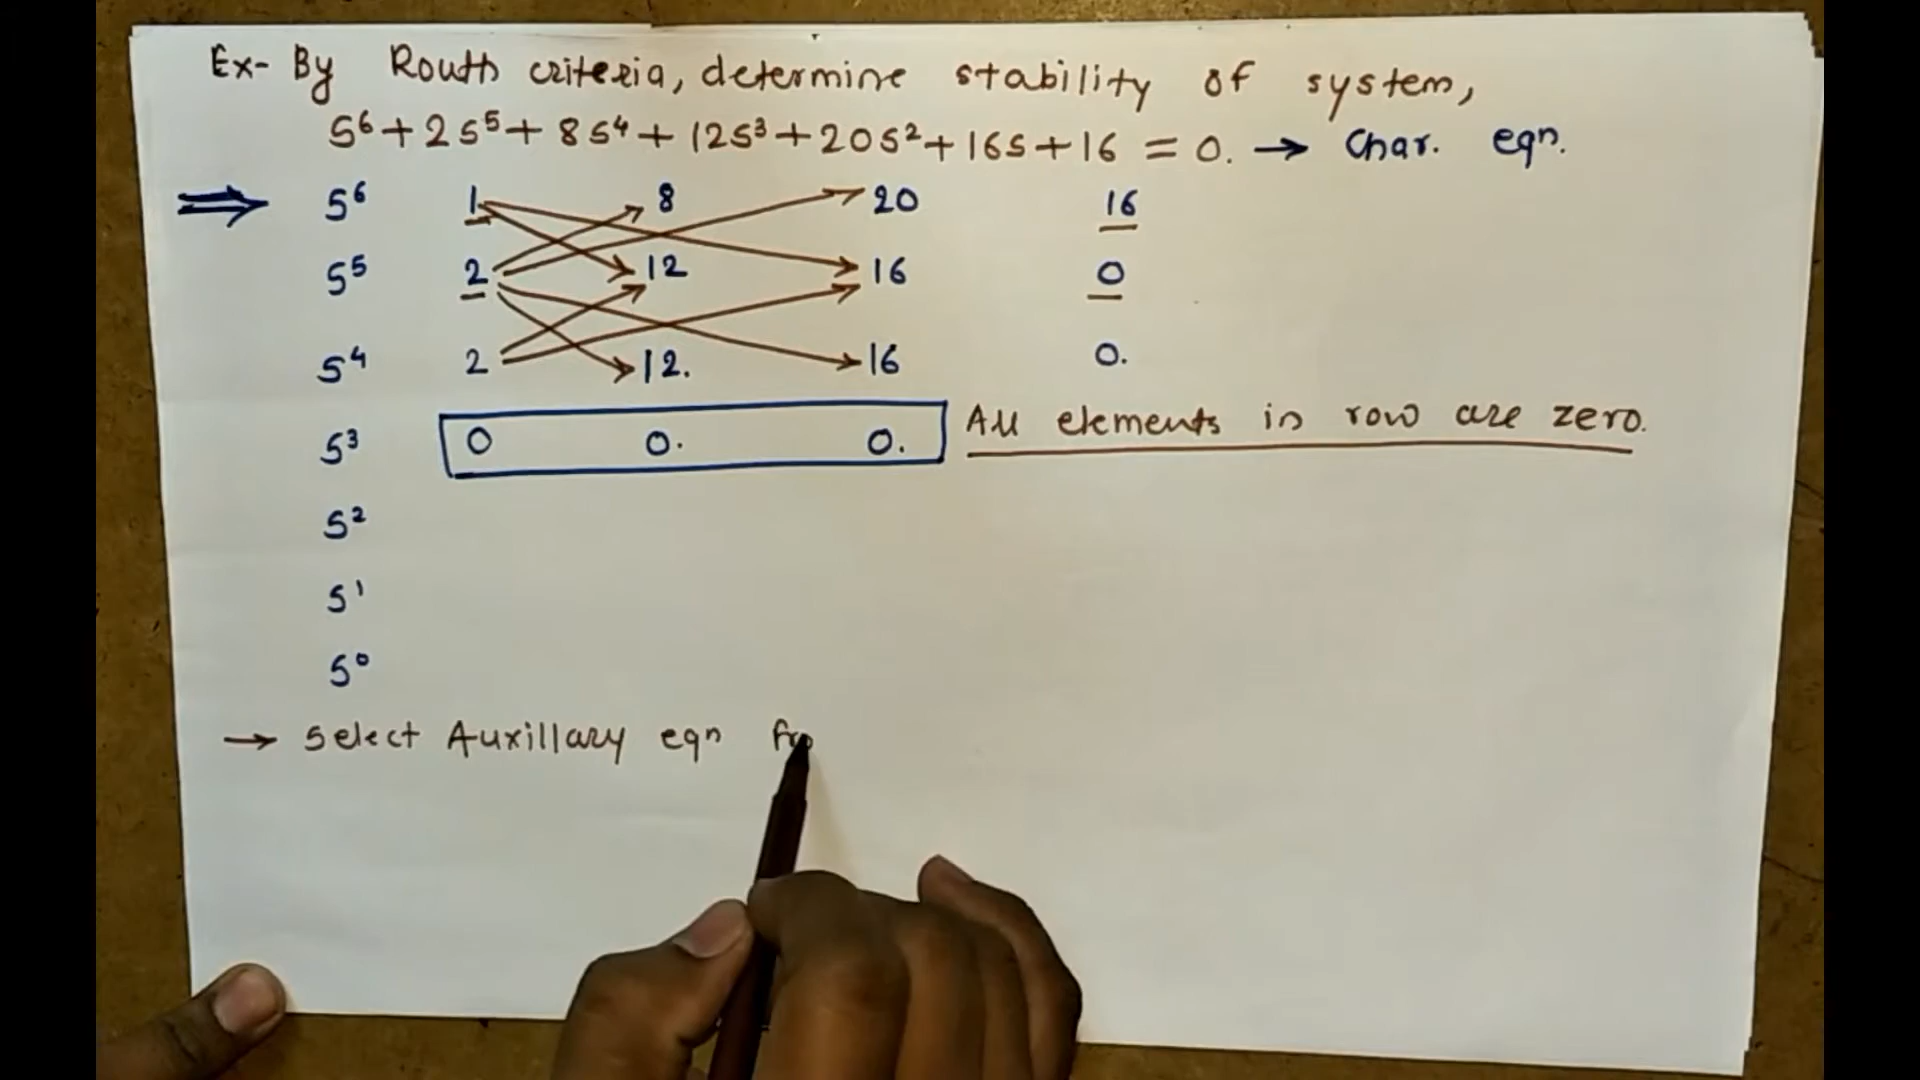 Ex- By Routh criteria, determine stability of system,
S⁶ + 2S⁵ + 8S⁴ + 12S³ + 20S² + 16S + 16 = 0. → Char. eqn.
⇒ S⁶ 1 8 20 16
S⁵ 2 12 16 0
S⁴ 2 12. 16 0.
S³ 0 0. 0. All elements in row are zero.
S²
S¹
S⁰
→ Select Auxillary eqn fro